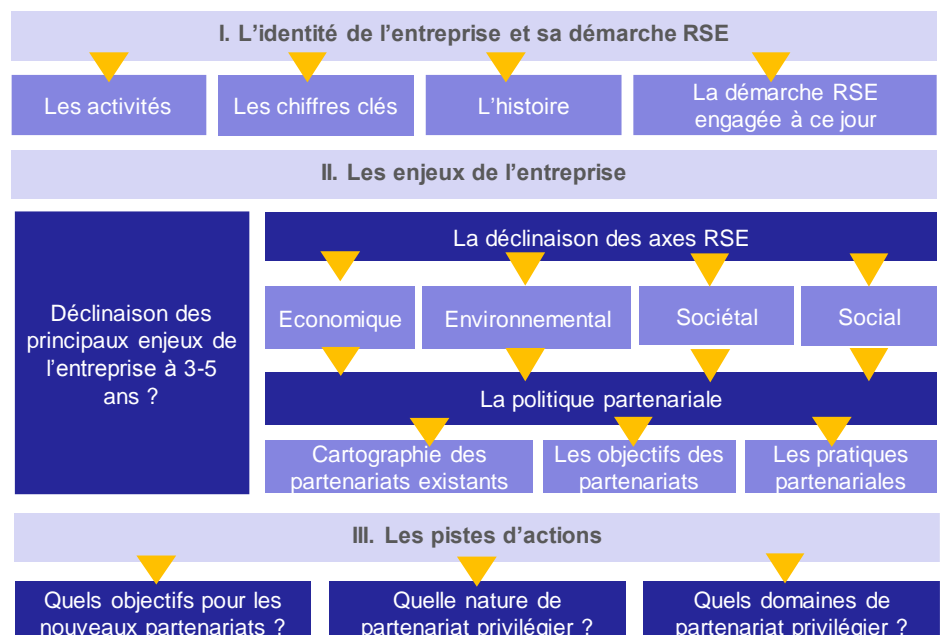 I. L'identité de l'entreprise et sa démarche RSE
Les activités
Les chiffres clés
L'histoire
La démarche RSE
engagée à ce jour
II. Les enjeux de l'entreprise
Déclinaison des
principaux enjeux de
l'entreprise à 3-5
ans ?
La déclinaison des axes RSE
Economique
Environnemental
Sociétal
Social
La politique partenariale
Cartographie des
partenariats existants
Les objectifs des
partenariats
Les pratiques
partenariales
III. Les pistes d'actions
Quels objectifs pour les
nouveaux partenariats ?
Quelle nature de
partenariat privilégier ?
Quels domaines de
partenariat privilégier ?